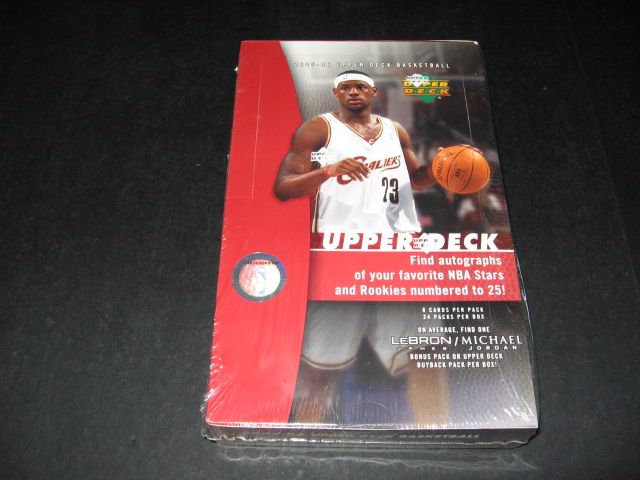 2005-06 UPPER DECK BASKETBALL
UPPER
DECK
CAVALIERS
23
UPPER DECK
Find autographs
of your favorite NBA Stars
and Rookies numbered to 25!
8 CARDS PER PACK
24 PACKS PER BOX
ON AVERAGE, FIND ONE
LEBRON/MICHAEL
JAMES JORDAN
BONUS PACK OR UPPER DECK
BUYBACK PACK PER BOX!
BASKETBALL